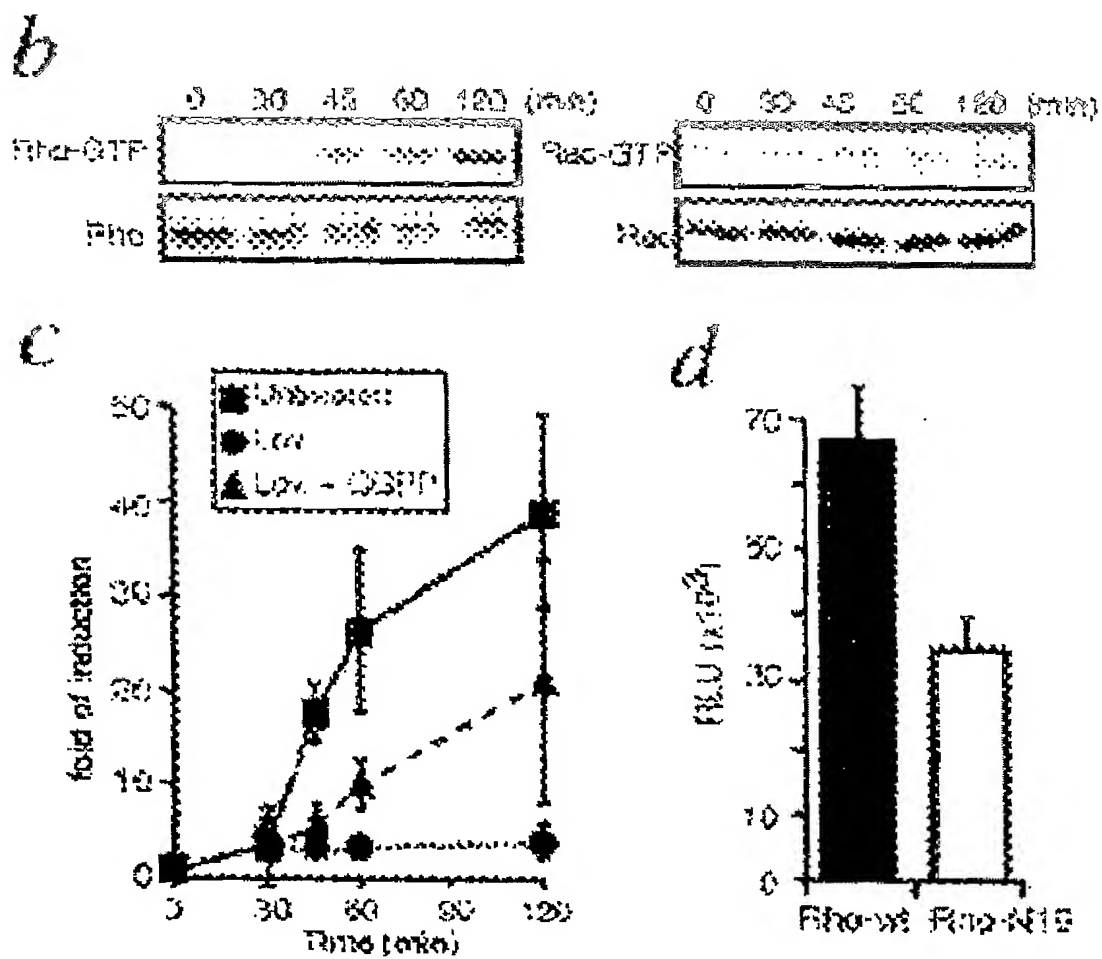 b
0 30 45 60 120 (min)
Rho-GTP
Rho
0 30 45 60 120 (min)
Rac-GTP
Rac
c
Untreated
Lov
Lov + GGPP
50
40
30
20
10
0
fold of induction
0 30 60 90 120
Time (min)
d
70
50
30
10
0
RLU
Rho-wt Rho-N19